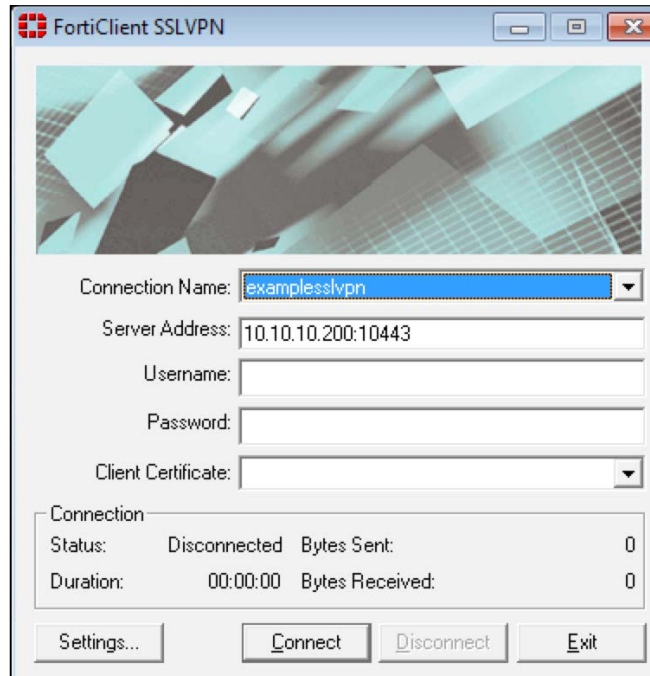 FortiClient SSLVPN
Connection Name: examplesslvpn
Server Address: 10.10.10.200:10443
Username:
Password:
Client Certificate:
Connection
Status: Disconnected Bytes Sent: 0
Duration: 00:00:00 Bytes Received: 0
Settings... Connect Disconnect Exit